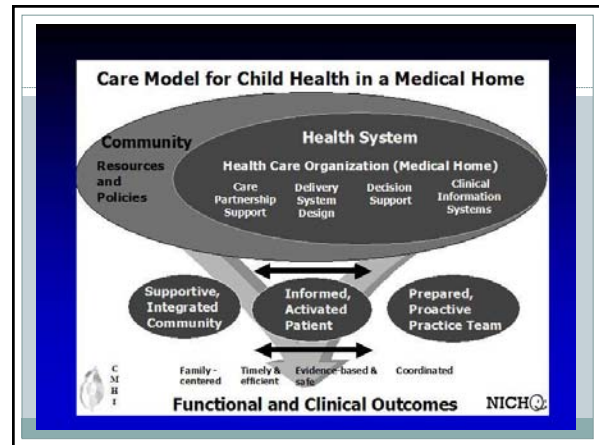 Care Model for Child Health in a Medical Home
Community
Resources
and
Policies
Health System
Health Care Organization (Medical Home)
Care
Partnership
Support
Delivery
System
Design
Decision
Support
Clinical
Information
Systems
Supportive,
Integrated
Community
Informed,
Activated
Patient
Prepared,
Proactive
Practice Team
Family -
centered
Timely &
efficient
Evidence-based &
safe
Coordinated
C
M
H
I
Functional and Clinical Outcomes
NICHQ